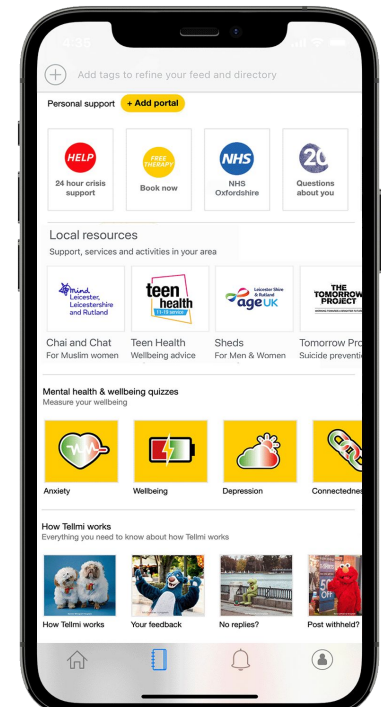 4:35
Add tags to refine your feed and directory
Personal support
+ Add portal
HELP
24 hour crisis
support
FREE
THERAPY
Book now
NHS
NHS
Oxfordshire
20
Questions
about you
Local resources
Support, services and activities in your area
mind
Leicester,
Leicestershire
and Rutland
Chai and Chat
For Muslim women
teen
health
11-19 service
Teen Health
Wellbeing advice
Leicester Shire
& Rutland
age UK
Sheds
For Men & Women
THE
TOMORROW
PROJECT
Tomorrow Pro
Suicide preventi
Mental health & wellbeing quizzes
Measure your wellbeing
Anxiety
Wellbeing
Depression
Connectednes
How Tellmi works
Everything you need to know about how Tellmi works
How Tellmi works
Your feedback
No replies?
50
Off
Post withheld?